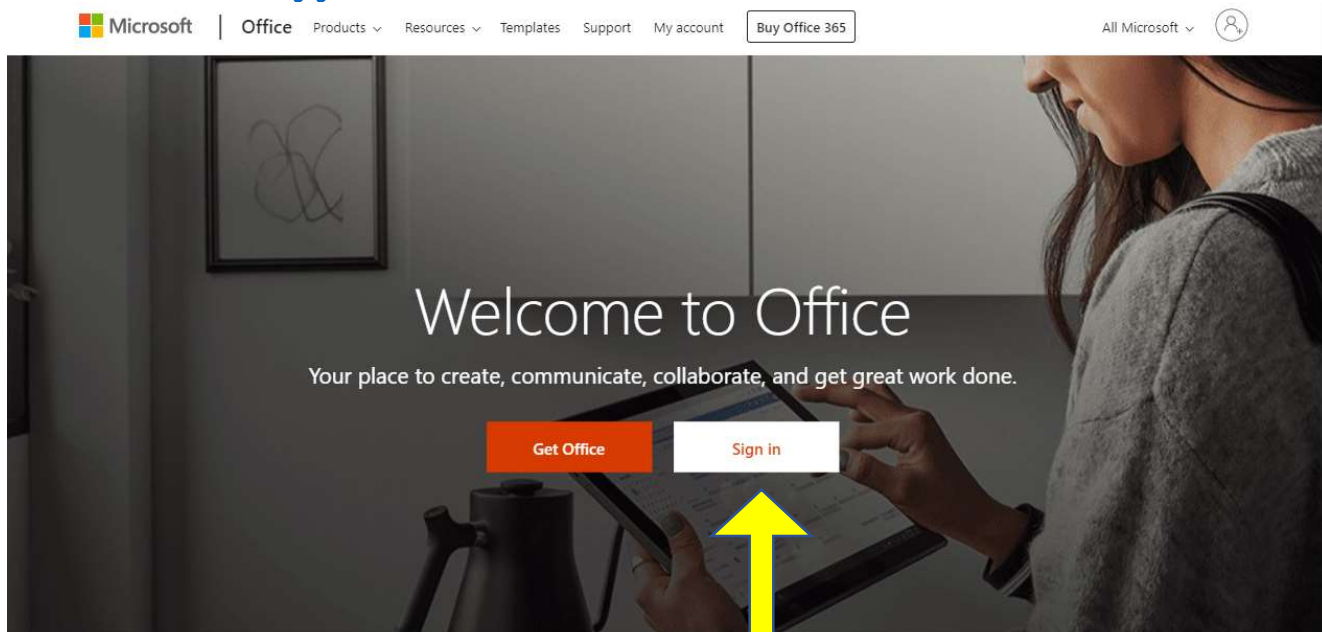 Microsoft Office Products Resources Templates Support My account Buy Office 365 All Microsoft
Welcome to Office
Your place to create, communicate, collaborate, and get great work done.
Get Office Sign in